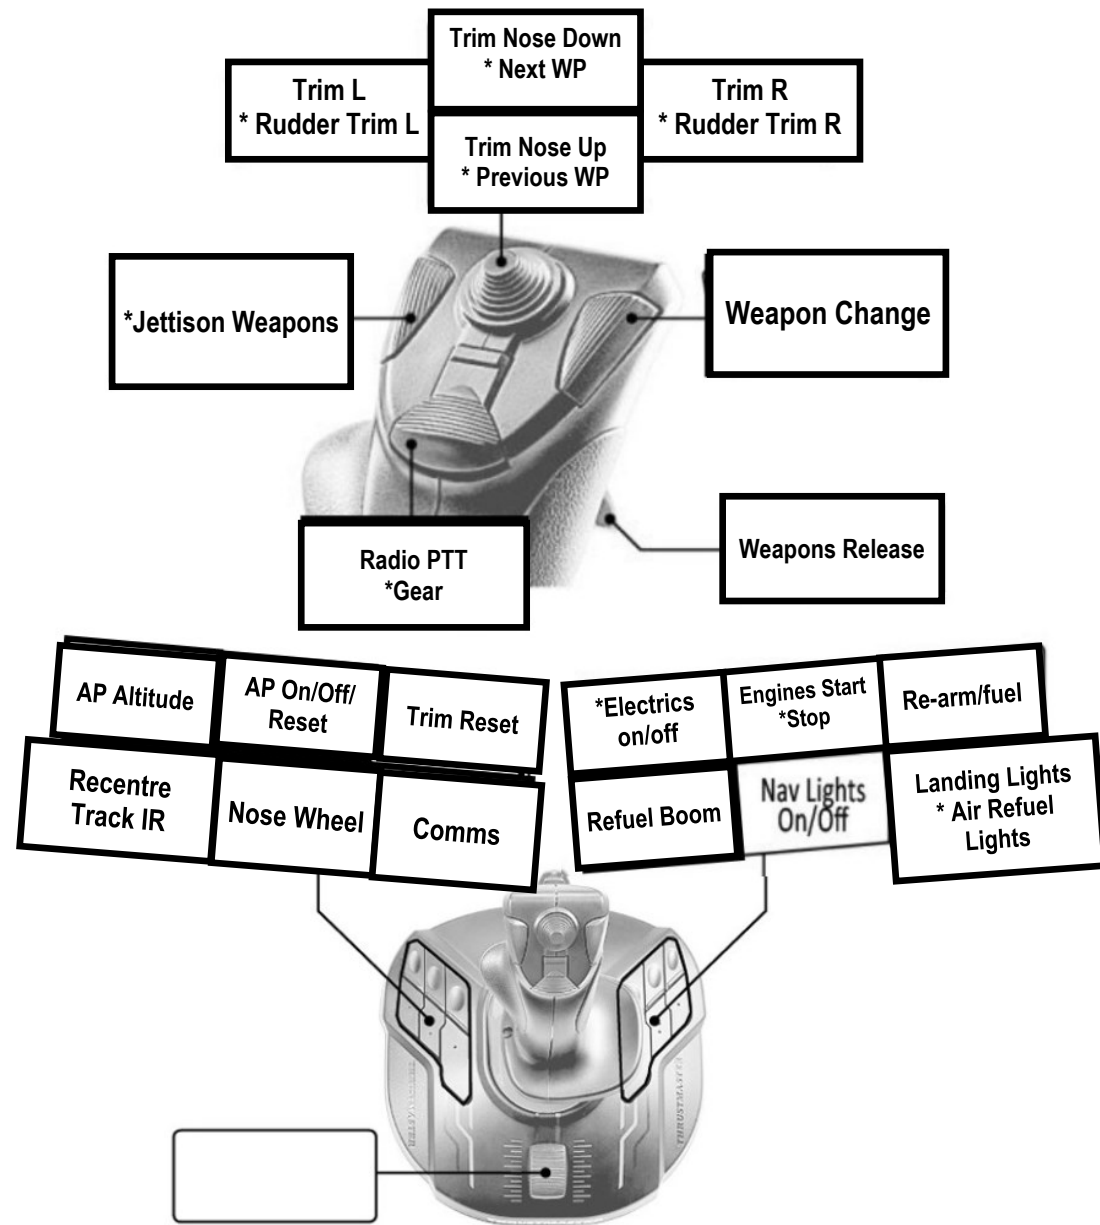 Trim Nose Down
* Next WP
Trim L
* Rudder Trim L
Trim R
* Rudder Trim R
Trim Nose Up
* Previous WP
*Jettison Weapons
Weapon Change
Radio PTT
*Gear
Weapons Release
AP Altitude
AP On/Off/
Reset
Trim Reset
*Electrics
on/off
Engines Start
*Stop
Re-arm/fuel
Recentre
Track IR
Nose Wheel
Comms
Refuel Boom
Nav Lights
On/Off
Landing Lights
* Air Refuel
Lights
THRUSTMASTER
THRUSTMASTER